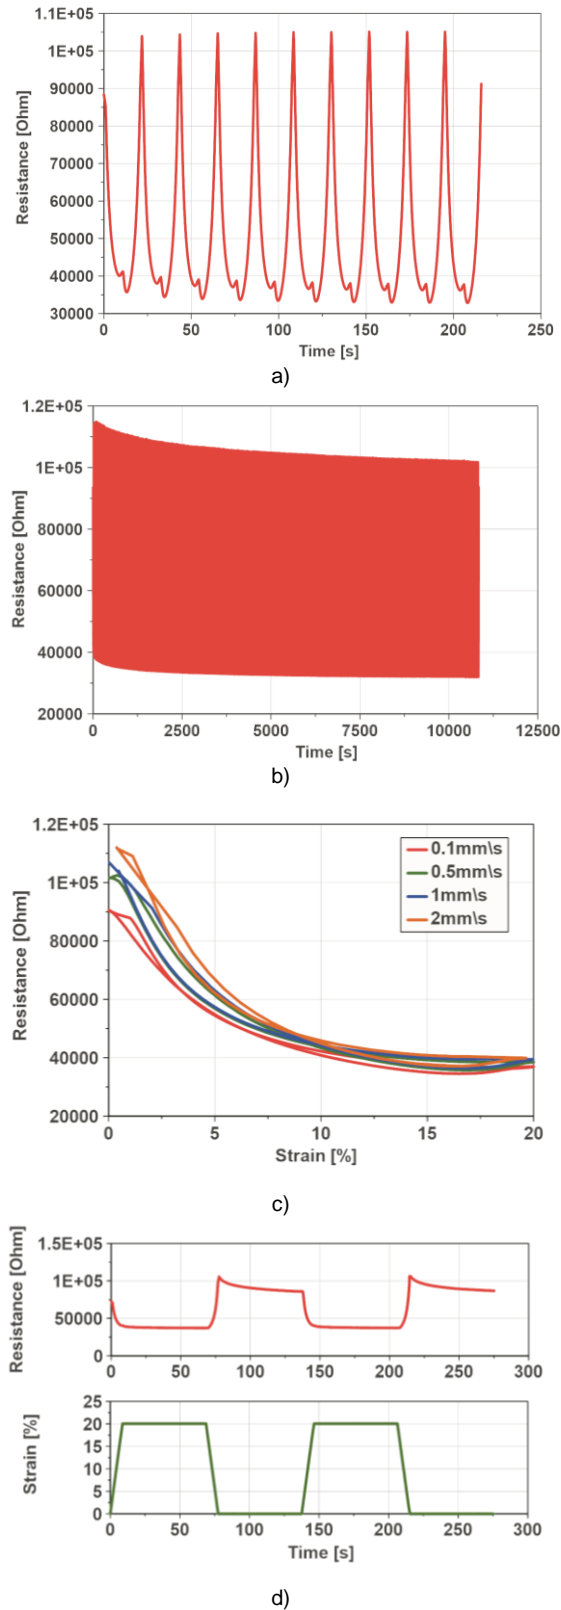 1.1E+05
1E+05
90000
80000
70000
60000
50000
40000
30000
Resistance [Ohm]
0 50 100 150 200 250
Time [s]
a)
1.2E+05
1E+05
80000
60000
40000
20000
Resistance [Ohm]
0 2500 5000 7500 10000 12500
Time [s]
b)
1.2E+05
1E+05
80000
60000
40000
20000
Resistance [Ohm]
0.1mm\s
0.5mm\s
1mm\s
2mm\s
0 5 10 15 20
Strain [%]
c)
1.5E+05
1E+05
50000
0
Resistance [Ohm]
0 50 100 150 200 250 300
25
20
15
10
5
0
Strain [%]
0 50 100 150 200 250 300
Time [s]
d)